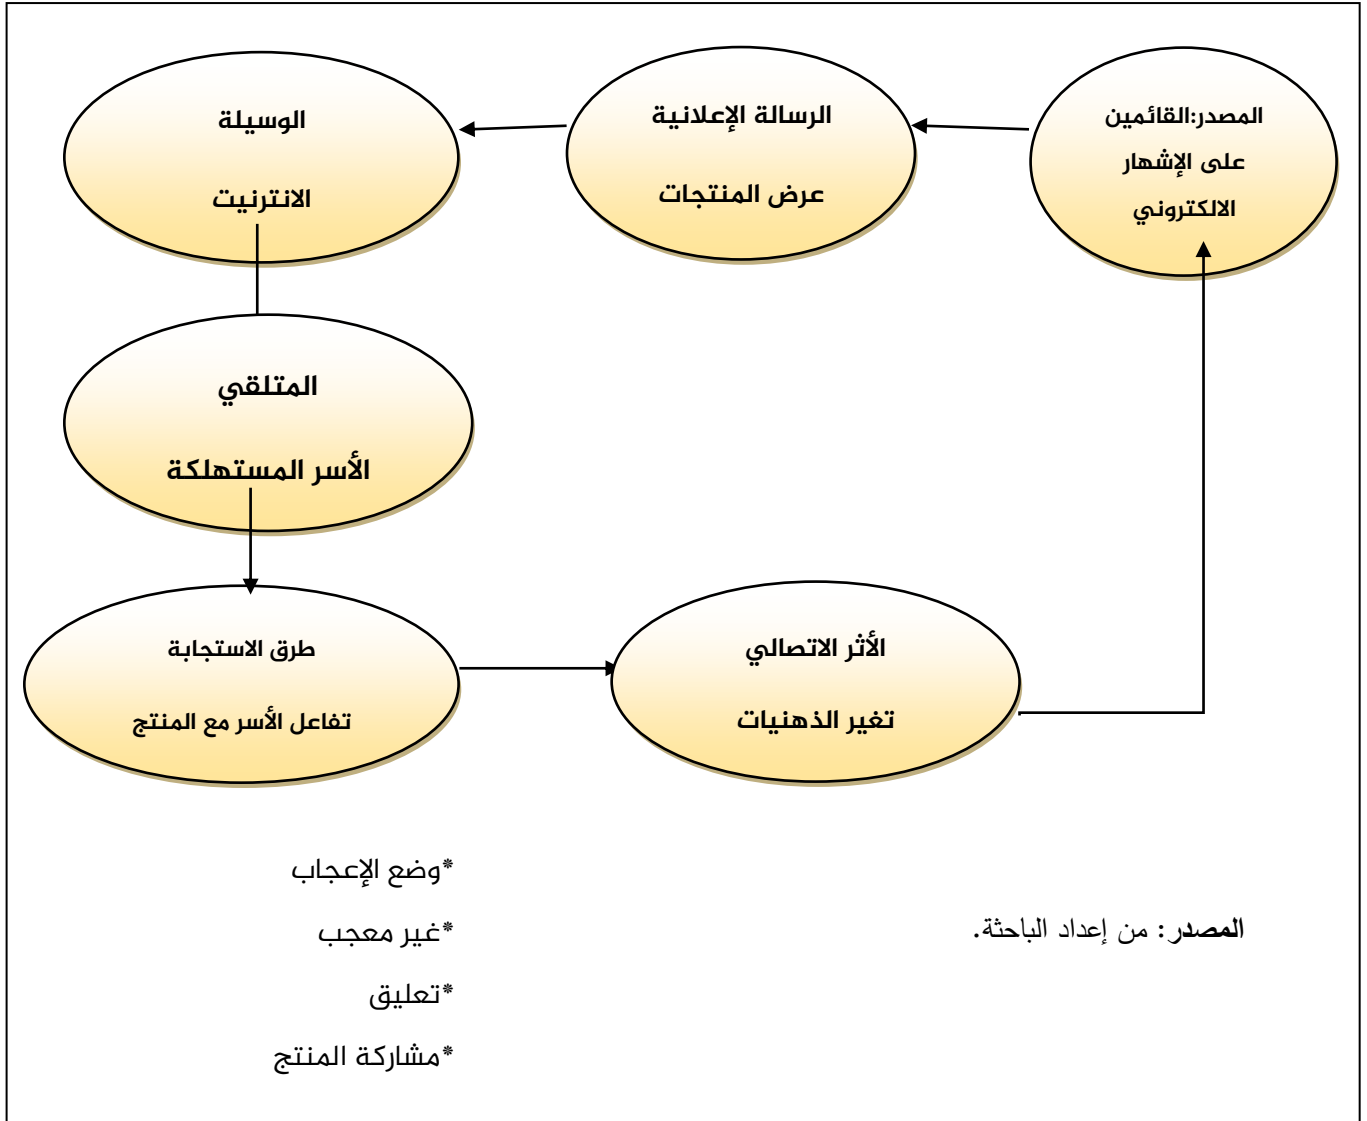 المصدر:القائمين
على الإشهار
الالكتروني
الرسالة الإعلانية
عرض المنتجات
الوسيلة
الانترنيت
المتلقي
الأسر المستهلكة
طرق الاستجابة
تفاعل الأسر مع المنتج
الأثر الاتصالي
تغير الذهنيات
*وضع الإعجاب
*غير معجب
*تعليق
*مشاركة المنتج
المصدر: من إعداد الباحثة.